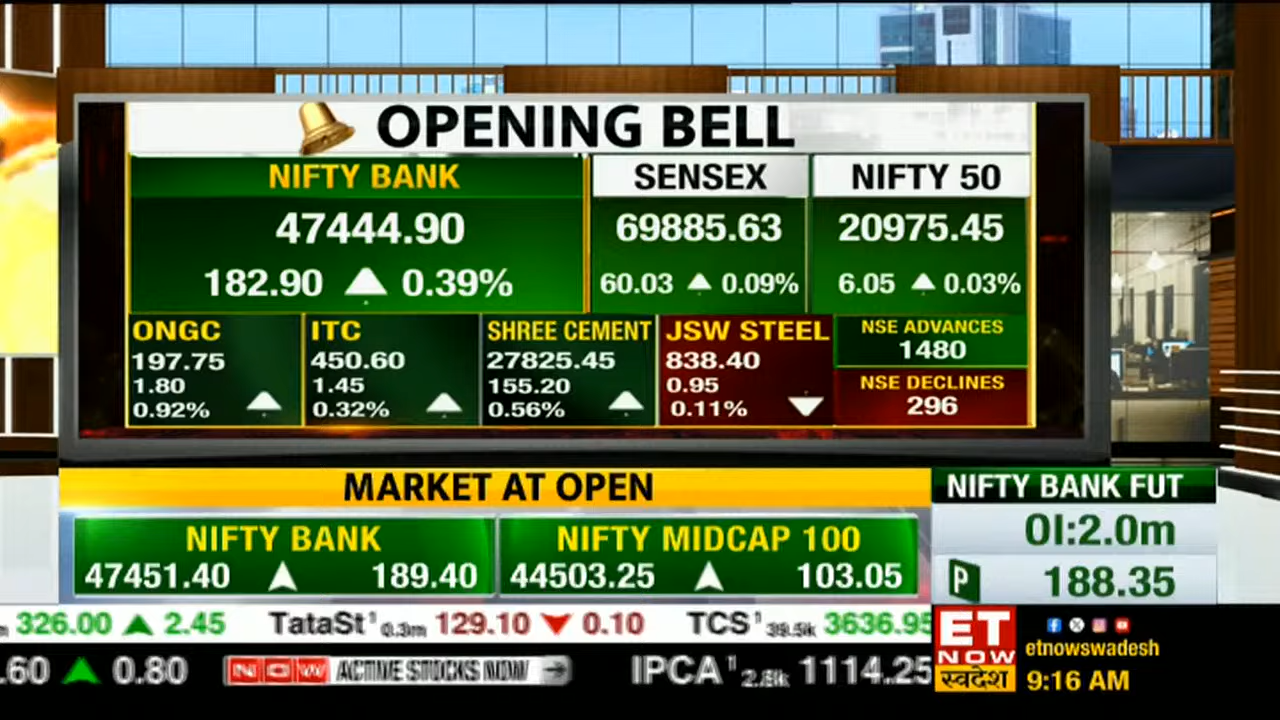 OPENING BELL
NIFTY BANK
47444.90
182.90 0.39%
SENSEX
69885.63
60.03 0.09%
NIFTY 50
20975.45
6.05 0.03%
ONGC
197.75
1.80
0.92%
ITC
450.60
1.45
0.32%
SHREE CEMENT
27825.45
155.20
0.56%
JSW STEEL
838.40
0.95
0.11%
NSE ADVANCES
1480
NSE DECLINES
296
MARKET AT OPEN
NIFTY BANK
47451.40 189.40
NIFTY MIDCAP 100
44503.25 103.05
NIFTY BANK FUT
OI:2.0m
P 188.35
326.00 2.45 TataSt¹ 0.3m 129.10 0.10 TCS¹ 39.5k 3636.95
.60 0.80 NOW ACTIVE STOCKS NOW IPCA¹ 2.8k 1114.25
ET
NOW
स्वदेश
etnowswadesh
9:16 AM